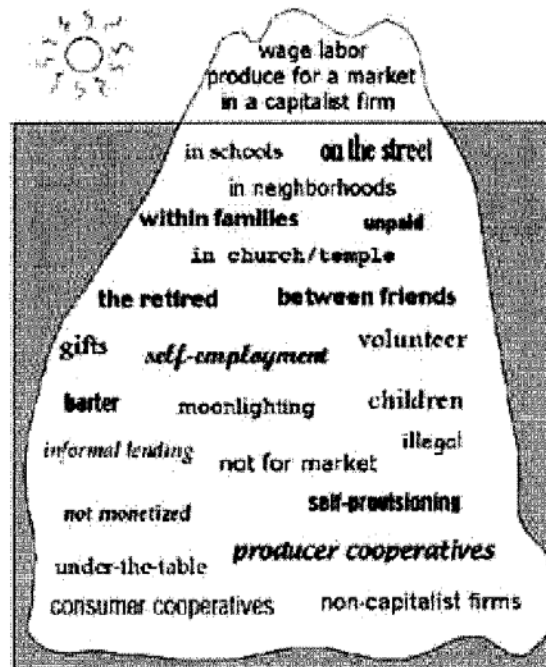 wage labor
produce for a market
in a capitalist firm
in schools on the street
in neighborhoods
within families unpaid
in church/temple
the retired between friends
gifts self-employment volunteer
barter moonlighting children
informal lending not for market illegal
not monetized self-provisioning
under-the-table producer cooperatives
consumer cooperatives non-capitalist firms